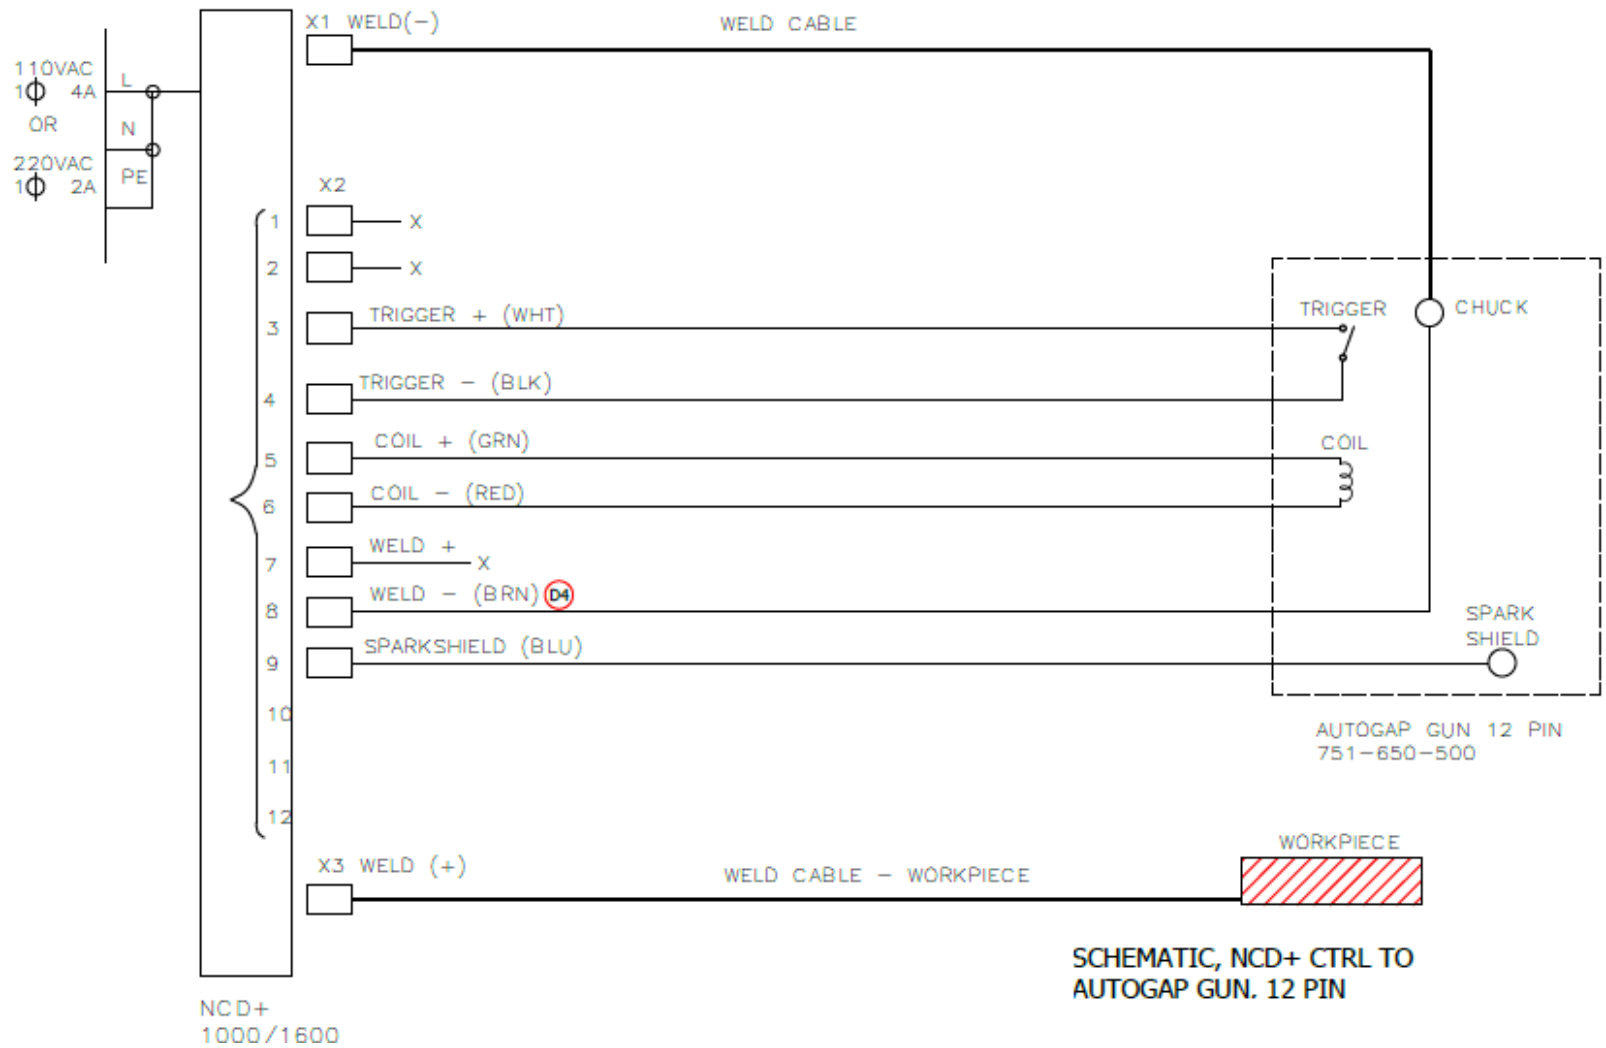 X1 WELD(-)
WELD CABLE
110VAC
1Φ 4A
L
OR
N
220VAC
1Φ 2A
PE
X2
1
X
2
X
TRIGGER
CHUCK
TRIGGER + (WHT)
3
TRIGGER - (BLK)
4
COIL + (GRN)
COIL
5
COIL - (RED)
6
WELD +
7
X
WELD - (BRN) D4
8
SPARK
SHIELD
SPARKSHIELD (BLU)
9
10
AUTOGAP GUN 12 PIN
751-650-500
11
12
WORKPIECE
X3 WELD (+)
WELD CABLE - WORKPIECE
SCHEMATIC, NCD+ CTRL TO
AUTOGAP GUN. 12 PIN
NCD+
1000/1600